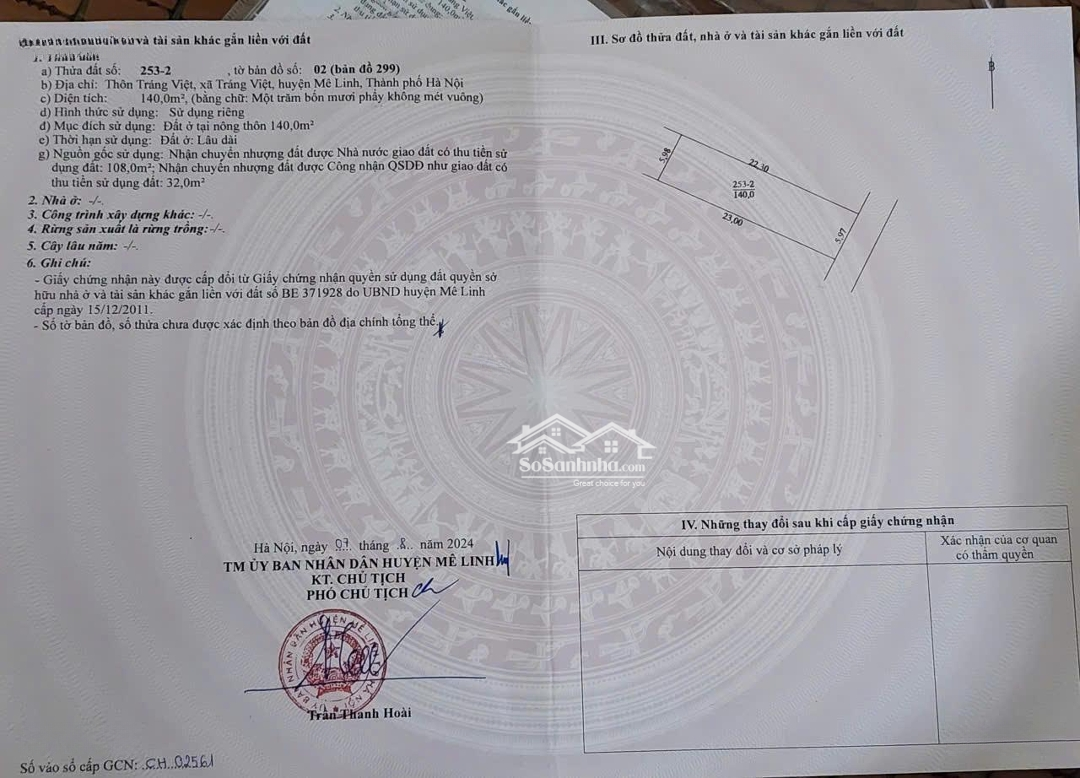 và tài sản khác gắn liền với đất
1. Thửa đất:
a) Thửa đất số: 253-2 , tờ bản đồ số: 02 (bản đồ 299)
b) Địa chỉ: Thôn Tráng Việt, xã Tráng Việt, huyện Mê Linh, Thành phố Hà Nội
c) Diện tích: 140,0m², (bằng chữ: Một trăm bốn mươi phẩy không mét vuông)
d) Hình thức sử dụng: Sử dụng riêng
đ) Mục đích sử dụng: Đất ở tại nông thôn 140,0m²
e) Thời hạn sử dụng: Đất ở: Lâu dài
g) Nguồn gốc sử dụng: Nhận chuyển nhượng đất được Nhà nước giao đất có thu tiền sử
dụng đất: 108,0m²; Nhận chuyển nhượng đất được Công nhận QSDĐ như giao đất có
thu tiền sử dụng đất: 32,0m²
2. Nhà ở: -/-.
3. Công trình xây dựng khác: -/-.
4. Rừng sản xuất là rừng trồng:-/-.
5. Cây lâu năm: -/-.
6. Ghi chú:
- Giấy chứng nhận này được cấp đổi từ Giấy chứng nhận quyền sử dụng đất quyền sở
hữu nhà ở và tài sản khác gắn liền với đất số BE 371928 do UBND huyện Mê Linh
cấp ngày 15/12/2011.
- Số tờ bản đồ, số thửa chưa được xác định theo bản đồ địa chính tổng thể.
Hà Nội, ngày 07 tháng .8.. năm 2024
TM ỦY BAN NHÂN DÂN HUYỆN MÊ LINH
KT. CHỦ TỊCH
PHÓ CHỦ TỊCH
Trần Thanh Hoài
Số vào sổ cấp GCN: .CH..02561
III. Sơ đồ thửa đất, nhà ở và tài sản khác gắn liền với đất
B
5,98
22,30
253-2
140,0
23,00
5,97
SoSanhnha.com
Great choice for you
IV. Những thay đổi sau khi cấp giấy chứng nhận
Nội dung thay đổi và cơ sở pháp lý
Xác nhận của cơ quan
có thẩm quyền